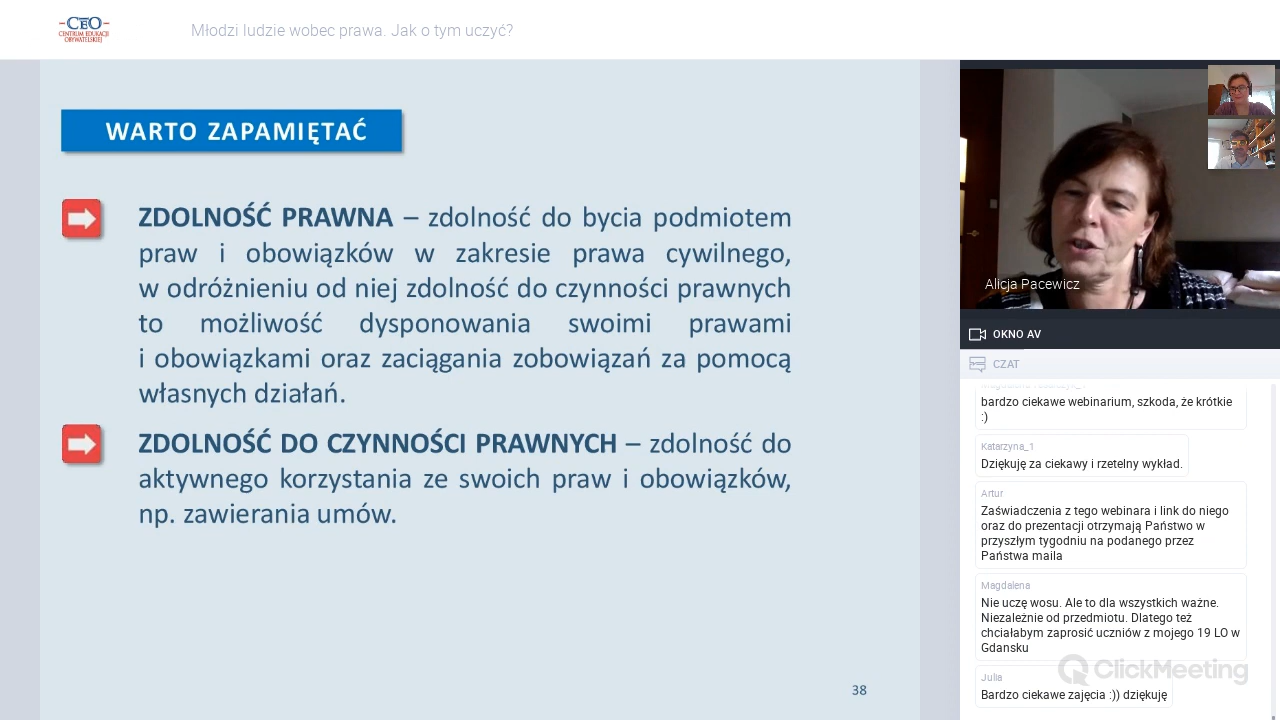 CEO
CENTRUM EDUKACJI
OBYWATELSKIEJ
Młodzi ludzie wobec prawa. Jak o tym uczyć?
WARTO ZAPAMIĘTAĆ
ZDOLNOŚĆ PRAWNA – zdolność do bycia podmiotem
praw i obowiązków w zakresie prawa cywilnego,
w odróżnieniu od niej zdolność do czynności prawnych
to możliwość dysponowania swoimi prawami
i obowiązkami oraz zaciągania zobowiązań za pomocą
własnych działań.
ZDOLNOŚĆ DO CZYNNOŚCI PRAWNYCH – zdolność do
aktywnego korzystania ze swoich praw i obowiązków,
np. zawierania umów.
38
Alicja Pacewicz
OKNO AV
CZAT
bardzo ciekawe webinarium, szkoda, że krótkie
:)
Katarzyna_1
Dziękuję za ciekawy i rzetelny wykład.
Artur
Zaświadczenia z tego webinara i link do niego
oraz do prezentacji otrzymają Państwo w
przyszłym tygodniu na podanego przez
Państwa maila
Magdalena
Nie uczę wosu. Ale to dla wszystkich ważne.
Niezależnie od przedmiotu. Dlatego też
chciałabym zaprosić uczniów z mojego 19 LO w
Gdansku
ClickMeeting
Julia
Bardzo ciekawe zajęcia :)) dziękuję